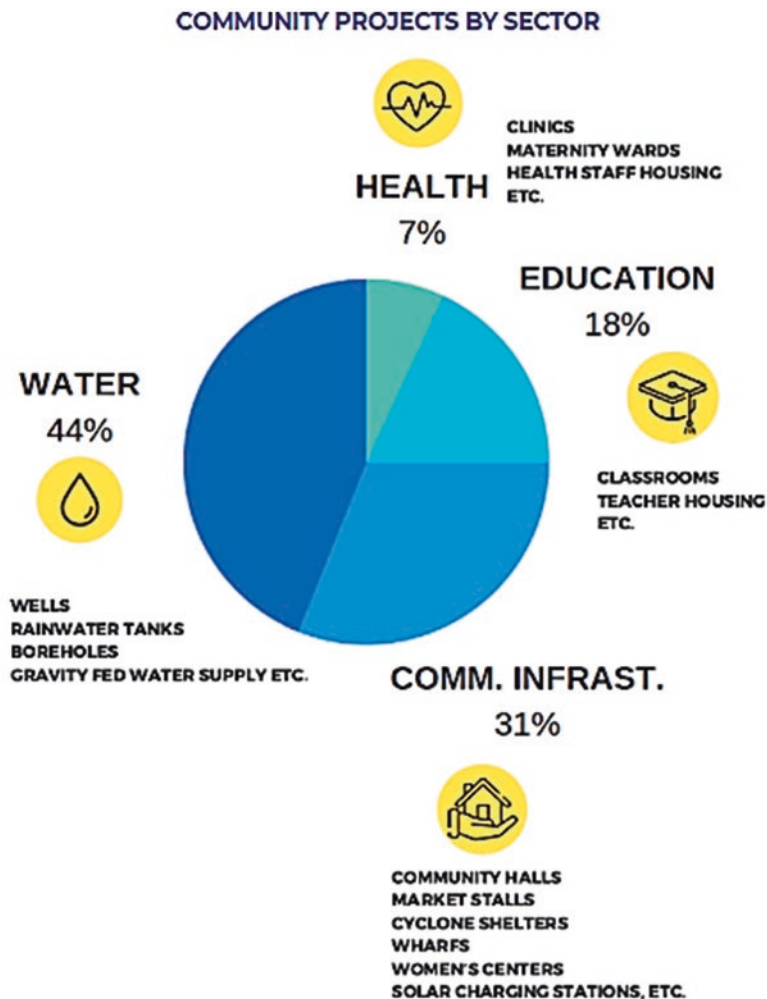 COMMUNITY PROJECTS BY SECTOR
HEALTH
7%
CLINICS
MATERNITY WARDS
HEALTH STAFF HOUSING
ETC.
EDUCATION
18%
CLASSROOMS
TEACHER HOUSING
ETC.
WATER
44%
WELLS
RAINWATER TANKS
BOREHOLES
GRAVITY FED WATER SUPPLY ETC.
COMM. INFRAST.
31%
COMMUNITY HALLS
MARKET STALLS
CYCLONE SHELTERS
WHARFS
WOMEN'S CENTERS
SOLAR CHARGING STATIONS, ETC.